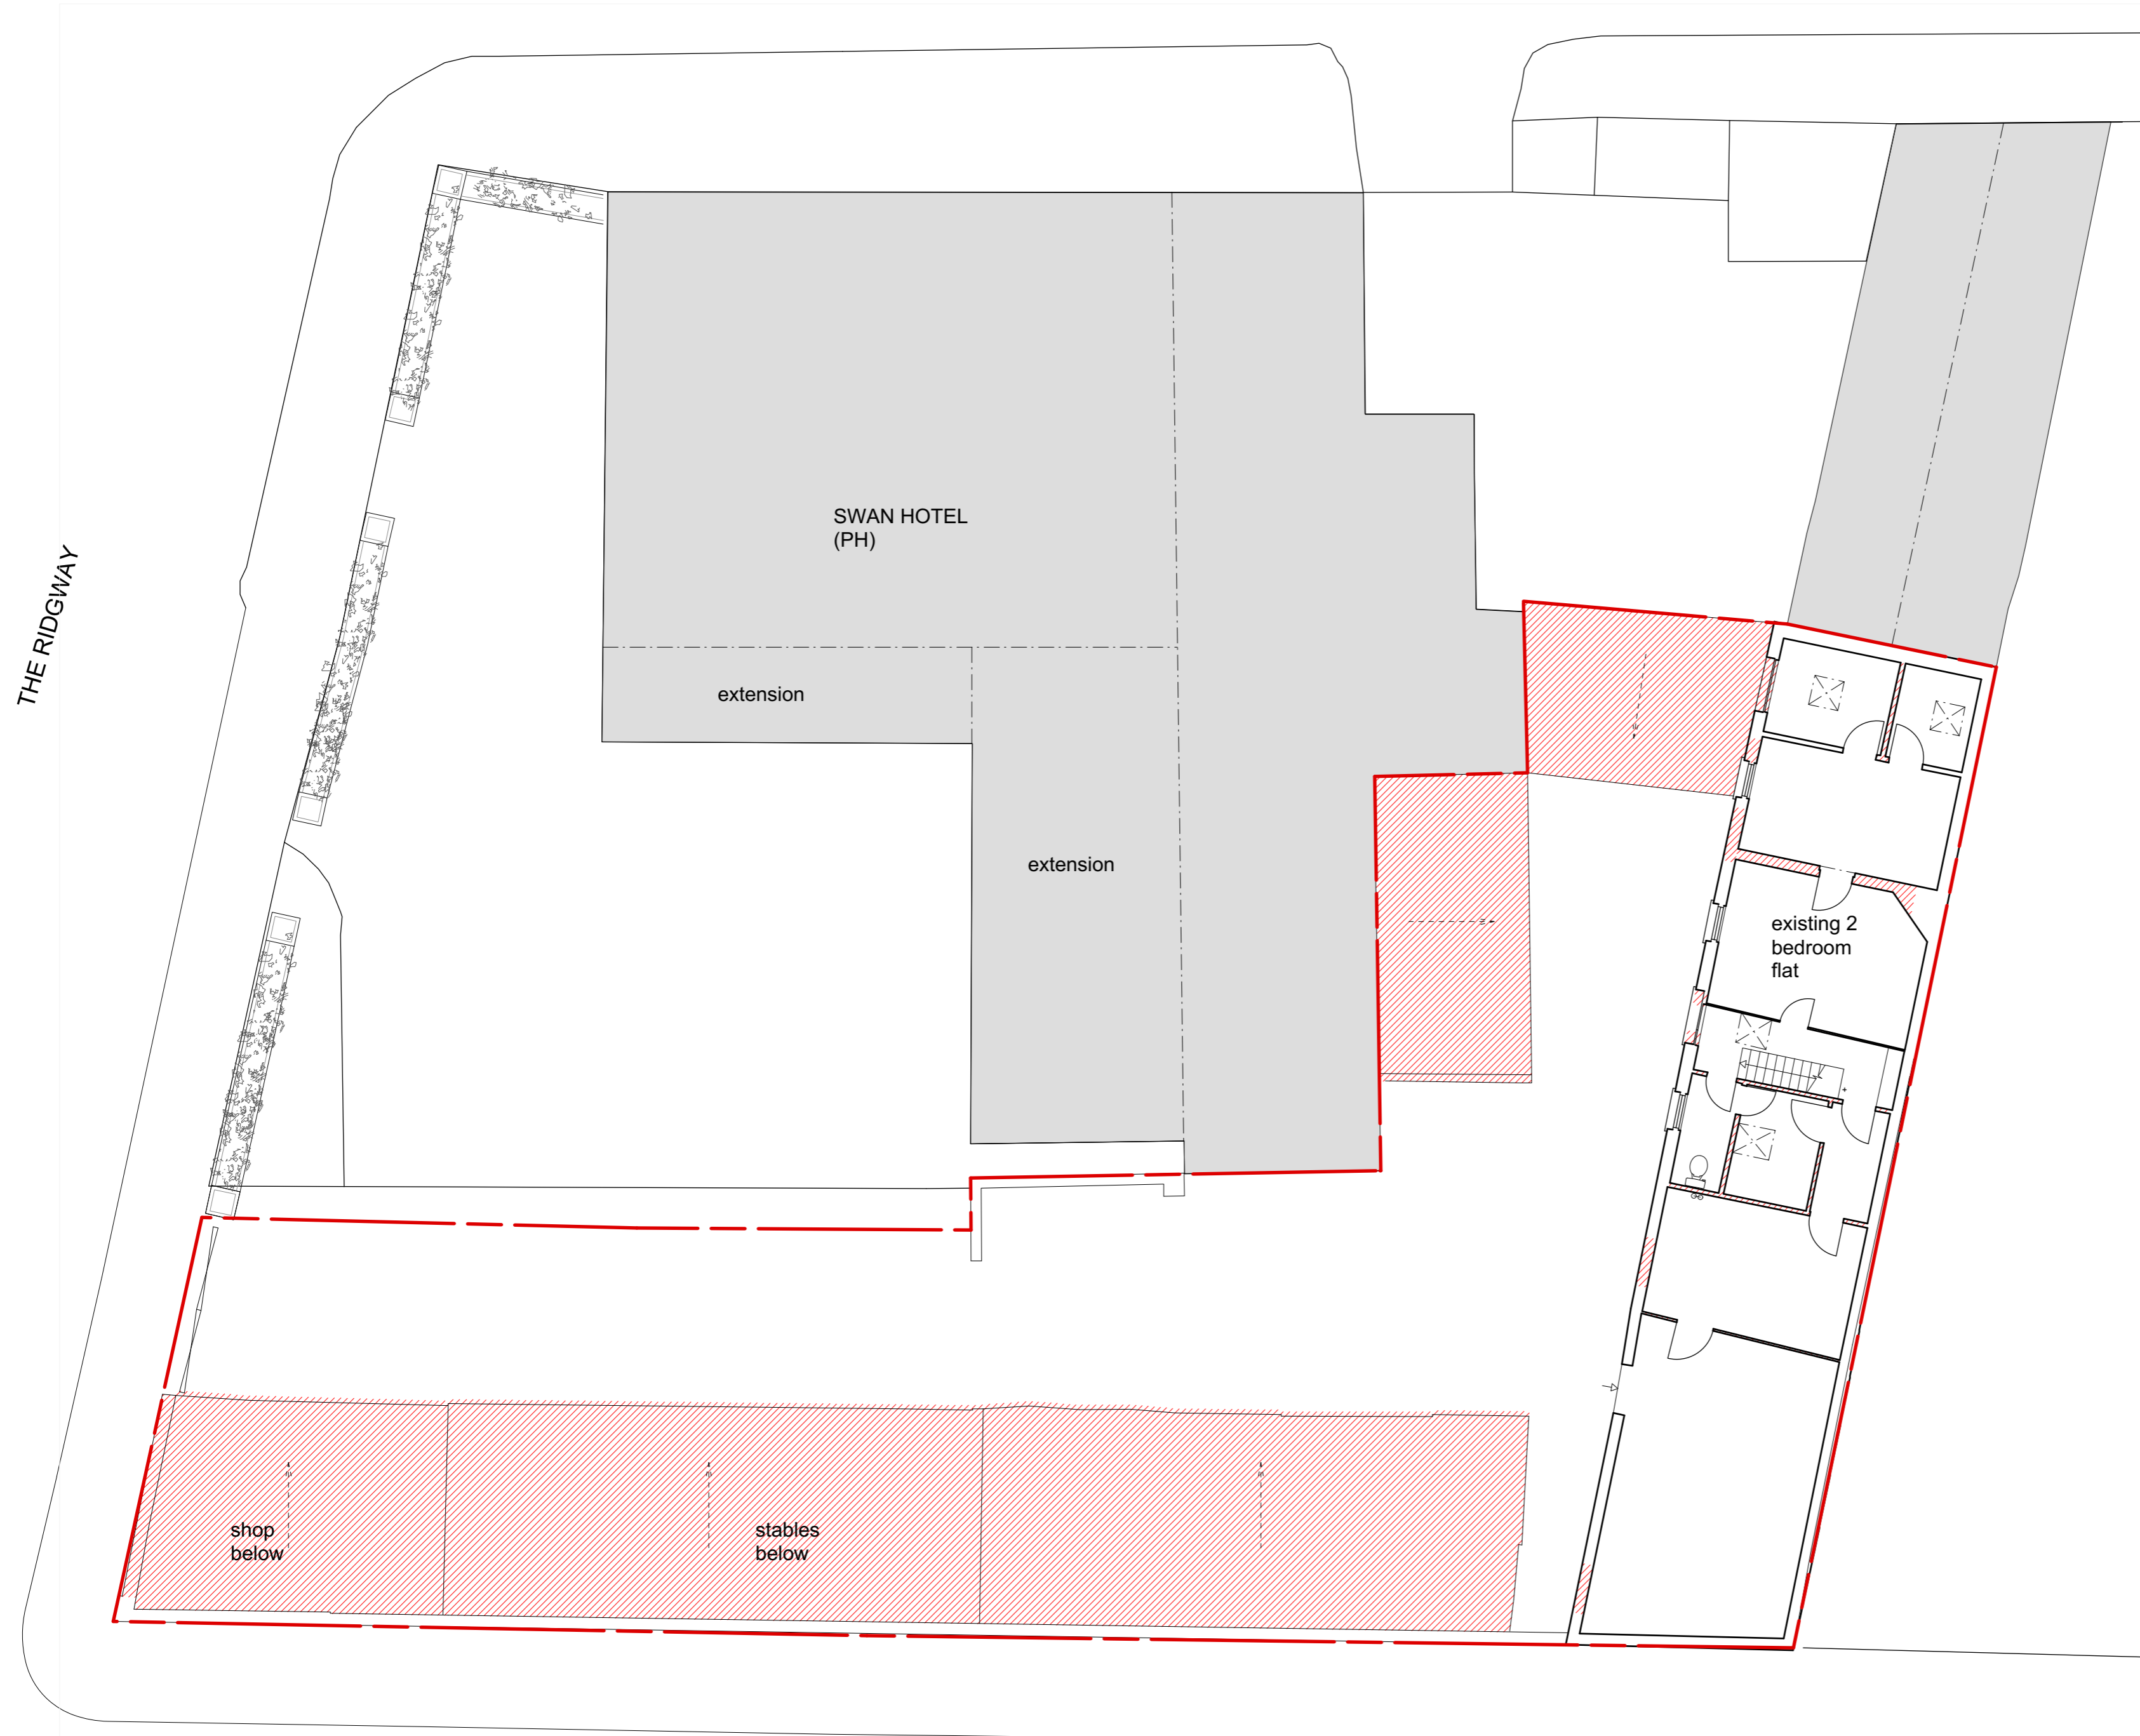 SWAN HOTEL
(PH)
THE RIDGWAY
extension
extension
existing 2
bedroom
flat
shop
below
stables
below